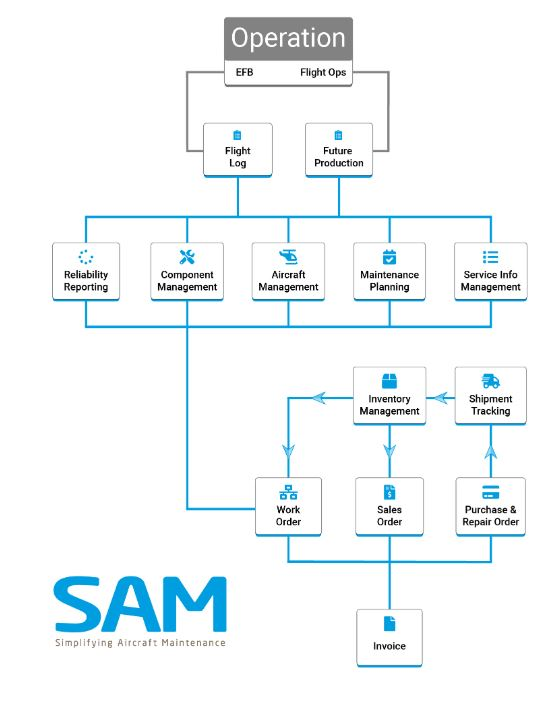 Operation
EFB Flight Ops
Flight
Log
Future
Production
Reliability
Reporting
Component
Management
Aircraft
Management
Maintenance
Planning
Service Info
Management
Inventory
Management
Shipment
Tracking
Work
Order
Sales
Order
Purchase &
Repair Order
SAM
Simplifying Aircraft Maintenance
Invoice